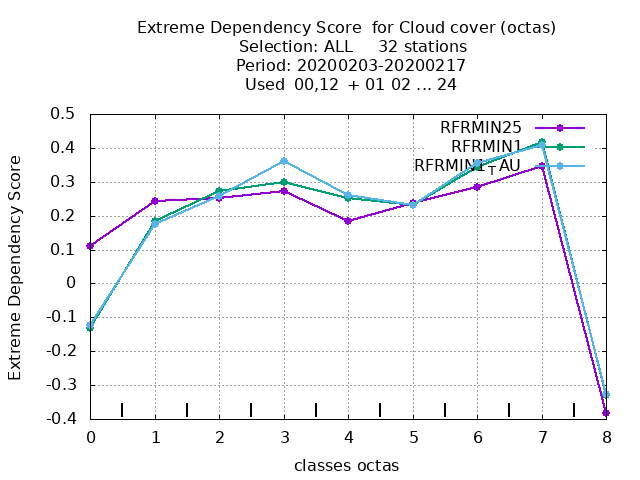 Extreme Dependency Score for Cloud cover (octas)
Selection: ALL 32 stations
Period: 20200203-20200217
Used 00,12 + 01 02 ... 24
RFRMIN25
RFRMIN1
RFRMIN1_TAU
Extreme Dependency Score
0.5
0.4
0.3
0.2
0.1
0
-0.1
-0.2
-0.3
-0.4
0 1 2 3 4 5 6 7 8
classes octas